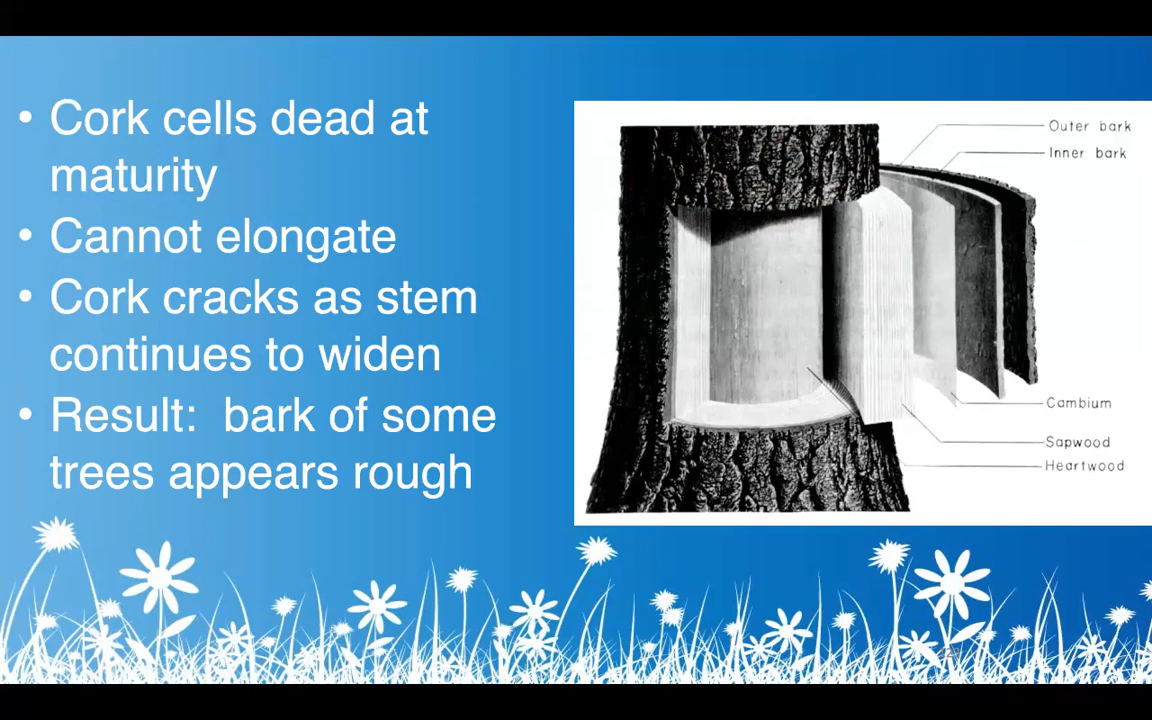 • Cork cells dead at
maturity
• Cannot elongate
• Cork cracks as stem
continues to widen
• Result:  bark of some
trees appears rough
Outer bark
Inner bark
Cambium
Sapwood
Heartwood